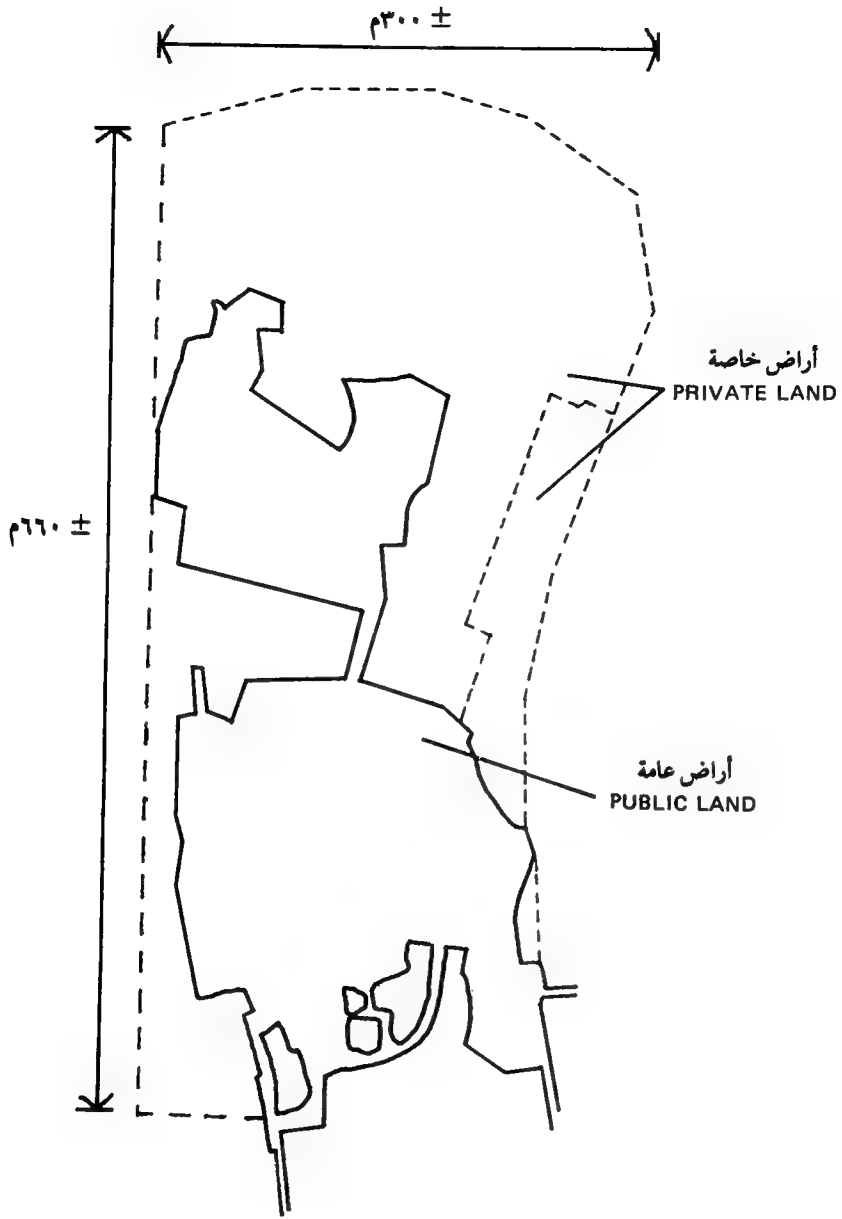 ± ٣٠٠م
أراض خاصة
PRIVATE LAND
± ٦٦٠م
أراض عامة
PUBLIC LAND